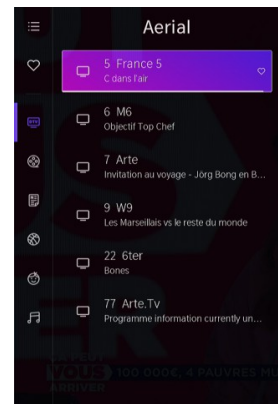 Aerial
5 France 5
C dans l'air
6 M6
Objectif Top Chef
7 Arte
Invitation au voyage - Jörg Bong en B...
9 W9
Les Marseillais vs le reste du monde
22 6ter
Bones
77 Arte.Tv
Programme information currently un...
VOUS 100 000€, 4 PAUVRES
ARRIVER